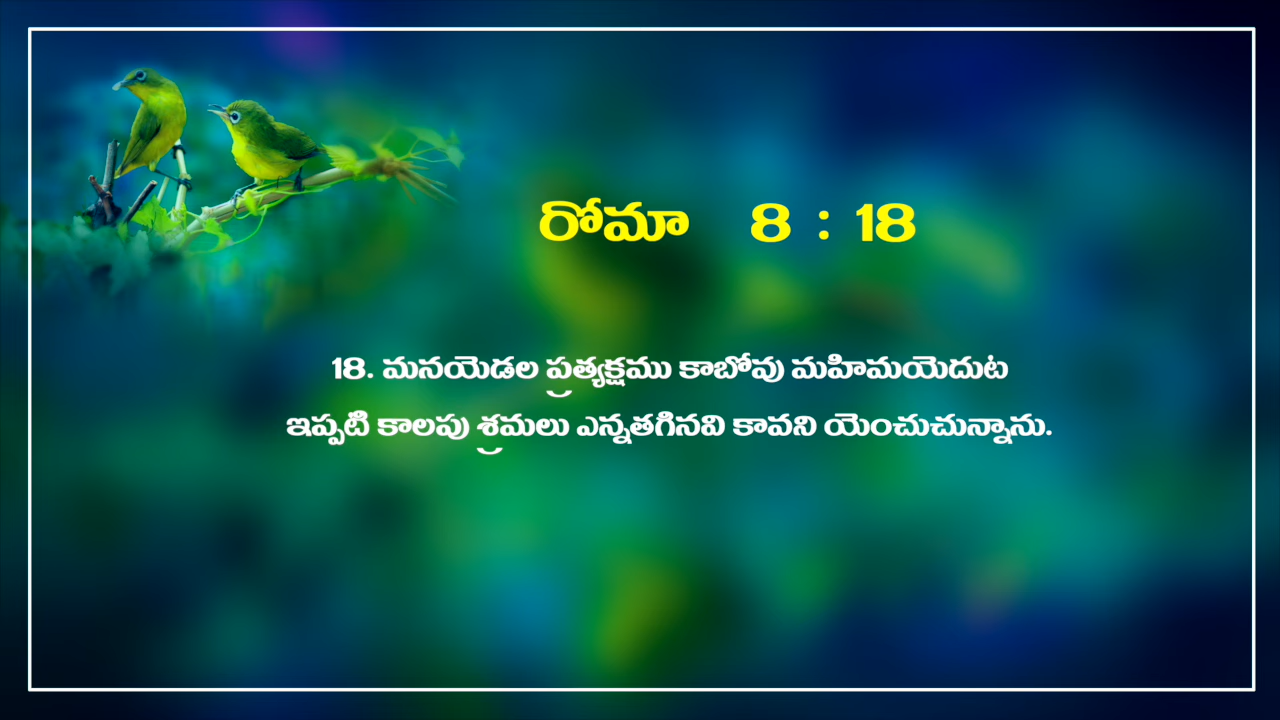 రోమా 8 : 18
18. మనయెడల ప్రత్యక్షము కాబోవు మహిమయెదుట
ఇప్పటి కాలపు శ్రమలు ఎన్నతగినవి కావని యెంచుచున్నాను.